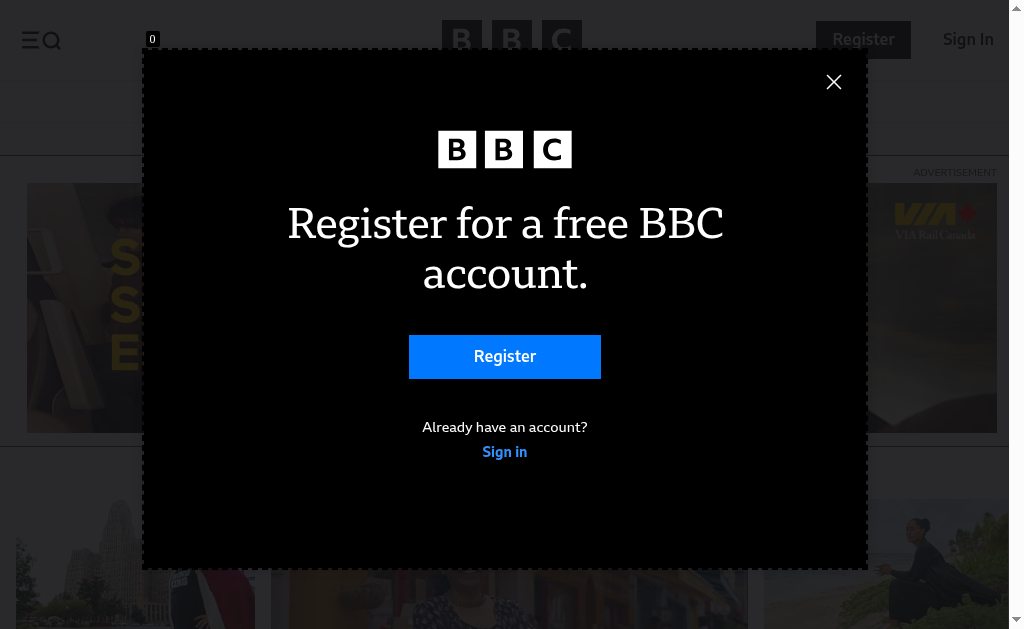 0
BBC
Register
Sign In
ADVERTISEMENT
S
S
E
VIA
VIA Rail Canada
BBC
Register for a free BBC
account.
Register
Already have an account?
Sign in